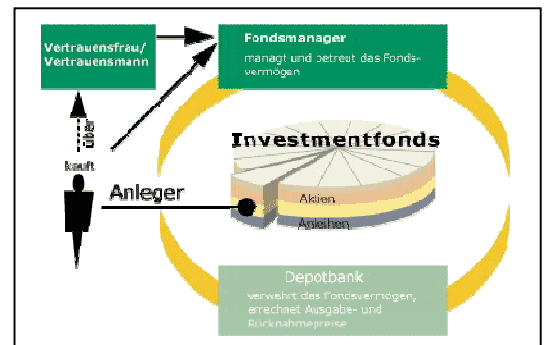 Vertrauensfrau/
Vertrauensmann
Fondsmanager
managt und betreut das Fonds-
vermögen
über
kauft
Anleger
Investmentfonds
Aktien
Anleihen
Depotbank
verwahrt das Fondsvermögen,
errechnet Ausgabe- und
Rücknahmepreise